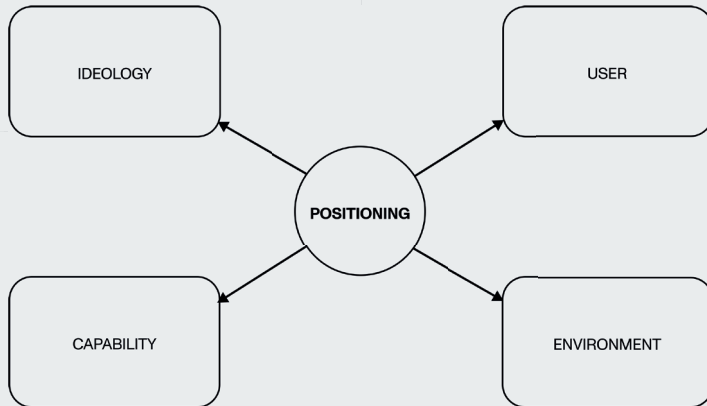 IDEOLOGY
USER
POSITIONING
CAPABILITY
ENVIRONMENT